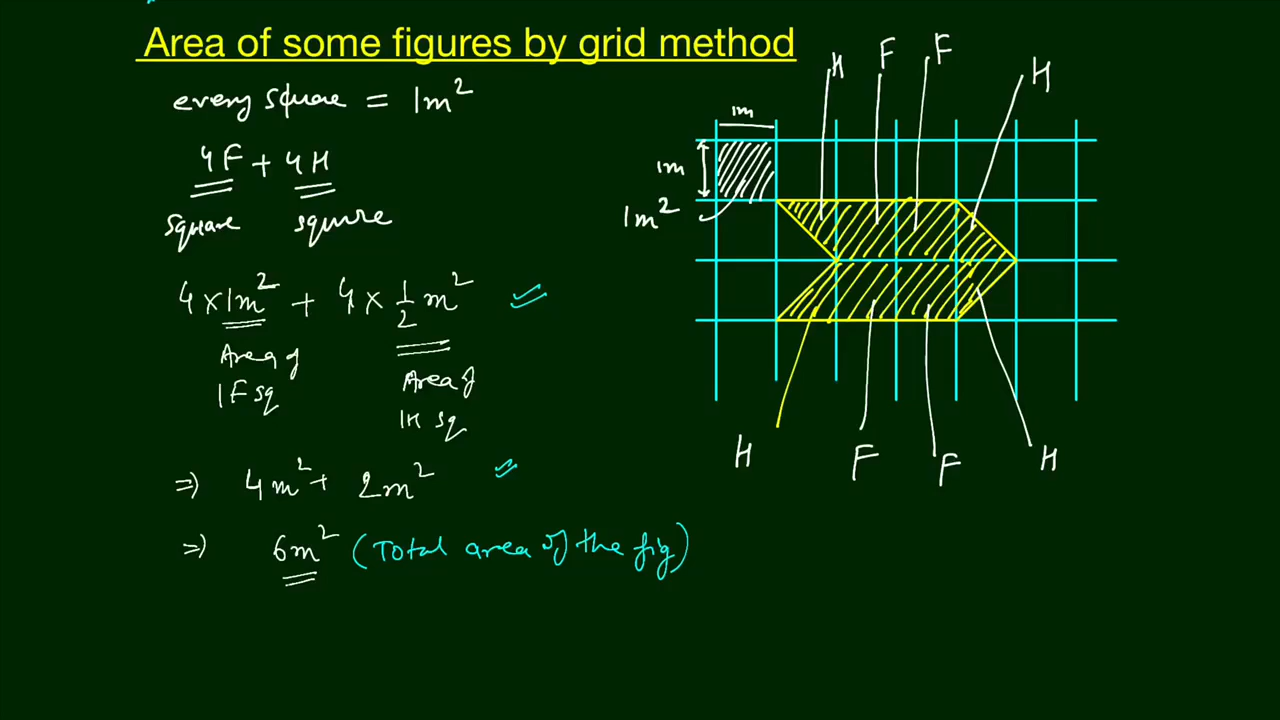 Area of some figures by grid method
every square = 1m²
4F + 4H
square square
4 × 1m² + 4 × 1/2 m²
Area of Area of
1F sq 1H sq
=> 4m² + 2m²
=> 6m² (Total area of the fig)
H F F H
1m
1m
1m²
H F F H